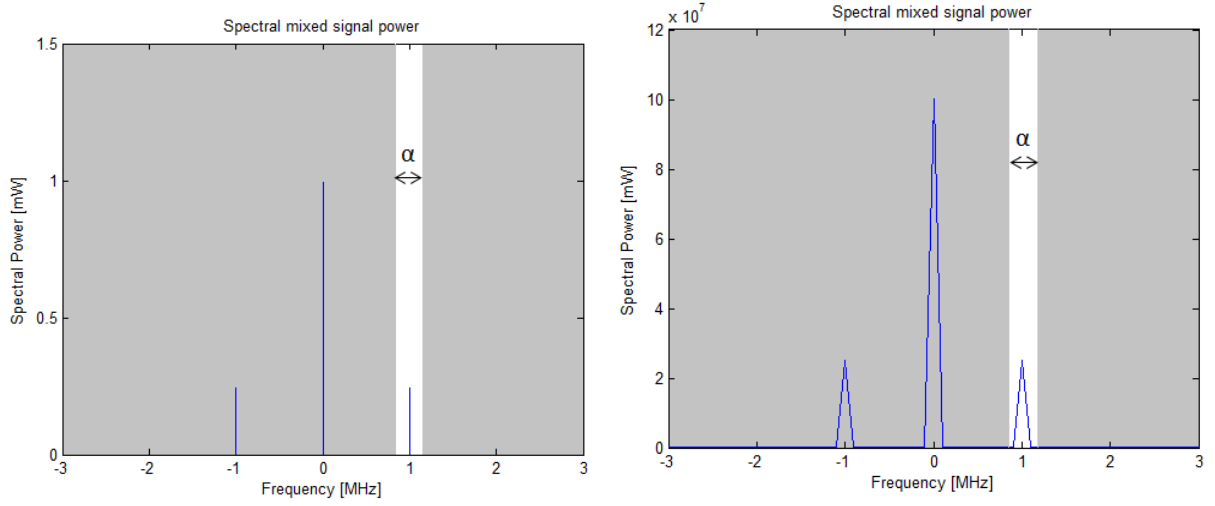 Spectral mixed signal power
1.5
1
0.5
0
α
Spectral Power [mW]
-3 -2 -1 0 1 2 3
Frequency [MHz]
Spectral mixed signal power
12 x 10^7
10
8
6
4
2
0
α
Spectral Power [mW]
-3 -2 -1 0 1 2 3
Frequency [MHz]